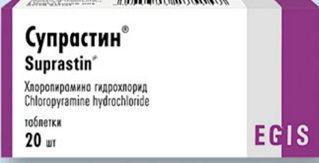 Супрастин®
Suprastin®
Хлоропирамина гидрохлорид
Chloropyramine hydrochloride
таблетки
20 шт
EGIS